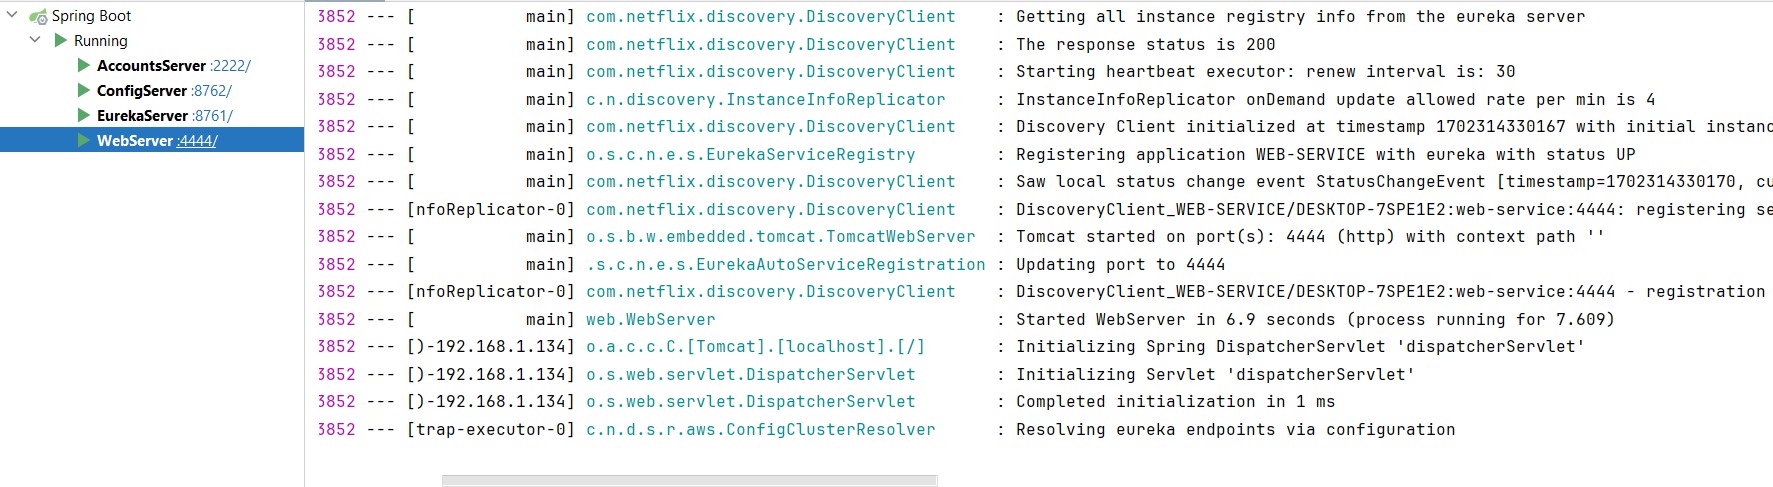 Spring Boot
Running
AccountsServer :2222/
ConfigServer :8762/
EurekaServer :8761/
WebServer :4444/
3852 --- [           main] com.netflix.discovery.DiscoveryClient    : Getting all instance registry info from the eureka server
3852 --- [           main] com.netflix.discovery.DiscoveryClient    : The response status is 200
3852 --- [           main] com.netflix.discovery.DiscoveryClient    : Starting heartbeat executor: renew interval is: 30
3852 --- [           main] c.n.discovery.InstanceInfoReplicator     : InstanceInfoReplicator onDemand update allowed rate per min is 4
3852 --- [           main] com.netflix.discovery.DiscoveryClient    : Discovery Client initialized at timestamp 1702314330167 with initial instanc
3852 --- [           main] o.s.c.n.e.s.EurekaServiceRegistry        : Registering application WEB-SERVICE with eureka with status UP
3852 --- [           main] com.netflix.discovery.DiscoveryClient    : Saw local status change event StatusChangeEvent [timestamp=1702314330170, cu
3852 --- [nfoReplicator-0] com.netflix.discovery.DiscoveryClient    : DiscoveryClient_WEB-SERVICE/DESKTOP-7SPE1E2:web-service:4444: registering se
3852 --- [           main] o.s.b.w.embedded.tomcat.TomcatWebServer  : Tomcat started on port(s): 4444 (http) with context path ''
3852 --- [           main] .s.c.n.e.s.EurekaAutoServiceRegistration : Updating port to 4444
3852 --- [nfoReplicator-0] com.netflix.discovery.DiscoveryClient    : DiscoveryClient_WEB-SERVICE/DESKTOP-7SPE1E2:web-service:4444 - registration
3852 --- [           main] web.WebServer                            : Started WebServer in 6.9 seconds (process running for 7.609)
3852 --- [)-192.168.1.134] o.a.c.c.C.[Tomcat].[localhost].[/]       : Initializing Spring DispatcherServlet 'dispatcherServlet'
3852 --- [)-192.168.1.134] o.s.web.servlet.DispatcherServlet        : Initializing Servlet 'dispatcherServlet'
3852 --- [)-192.168.1.134] o.s.web.servlet.DispatcherServlet        : Completed initialization in 1 ms
3852 --- [trap-executor-0] c.n.d.s.r.aws.ConfigClusterResolver      : Resolving eureka endpoints via configuration